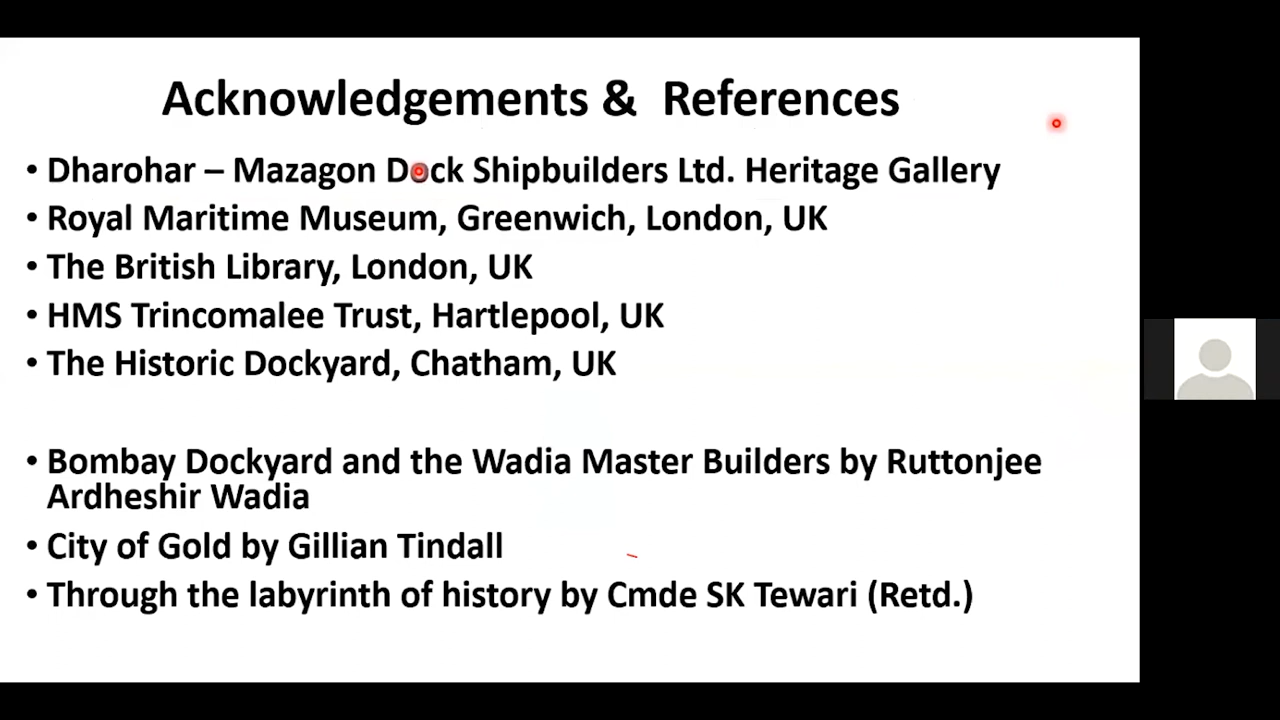 Acknowledgements & References
• Dharohar – Mazagon Dock Shipbuilders Ltd. Heritage Gallery
• Royal Maritime Museum, Greenwich, London, UK
• The British Library, London, UK
• HMS Trincomalee Trust, Hartlepool, UK
• The Historic Dockyard, Chatham, UK
• Bombay Dockyard and the Wadia Master Builders by Ruttonjee
Ardheshir Wadia
• City of Gold by Gillian Tindall
• Through the labyrinth of history by Cmde SK Tewari (Retd.)